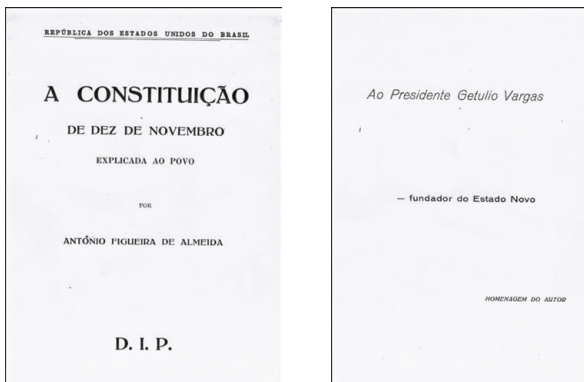 REPÚBLICA DOS ESTADOS UNIDOS DO BRASIL
A CONSTITUIÇÃO
DE DEZ DE NOVEMBRO
EXPLICADA AO POVO
POR
ANTÓNIO FIGUEIRA DE ALMEIDA
D. I. P.
Ao Presidente Getulio Vargas
— fundador do Estado Novo
HOMENAGEM DO AUTOR